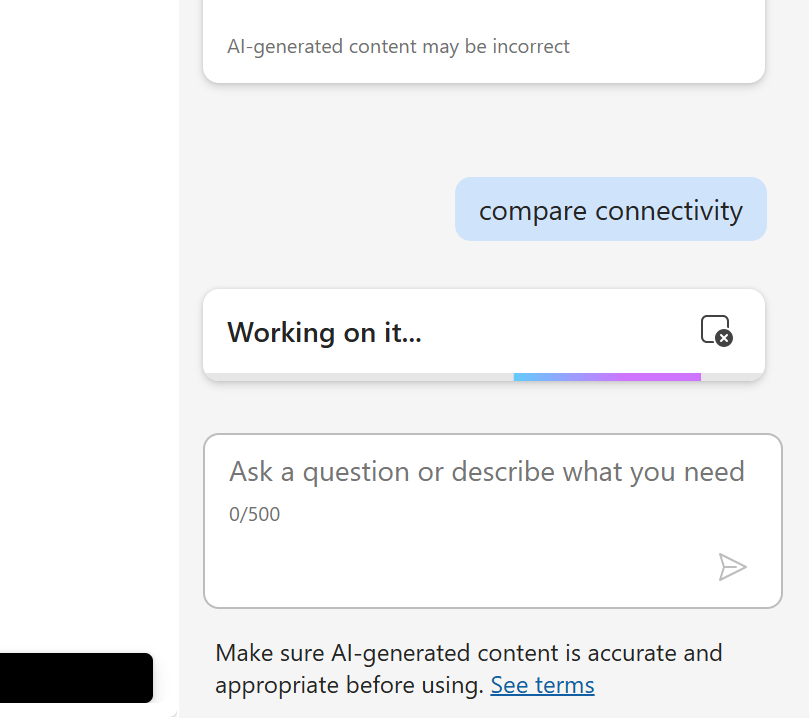 AI-generated content may be incorrect
compare connectivity
Working on it...
Ask a question or describe what you need
0/500
Make sure AI-generated content is accurate and
appropriate before using. See terms